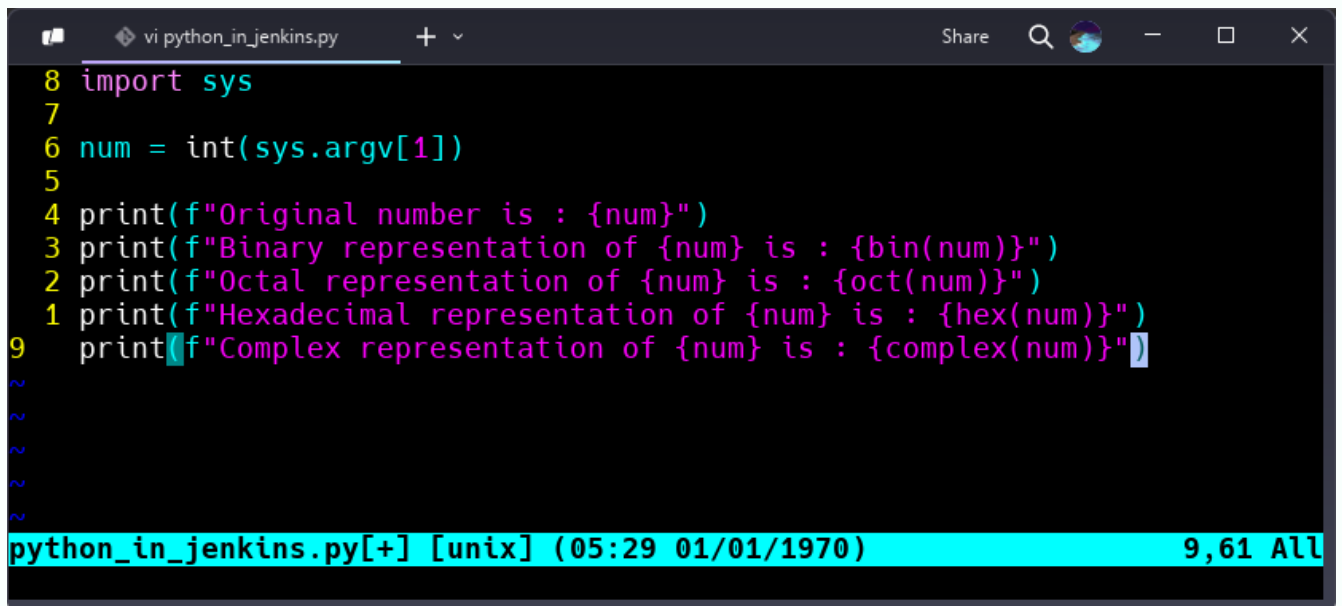 vi python_in_jenkins.py Share
8 import sys
7
6 num = int(sys.argv[1])
5
4 print(f"Original number is : {num}")
3 print(f"Binary representation of {num} is : {bin(num)}")
2 print(f"Octal representation of {num} is : {oct(num)}")
1 print(f"Hexadecimal representation of {num} is : {hex(num)}")
9 print(f"Complex representation of {num} is : {complex(num)}")
~
~
~
~
~
python_in_jenkins.py[+] [unix] (05:29 01/01/1970) 9,61 All